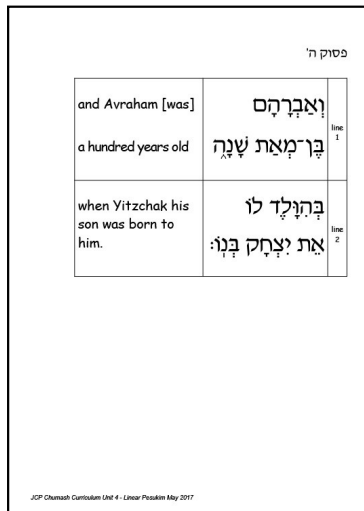 פסוק ה'
וְאַבְרָהָם
בֶּן־מְאַת שָׁנָ֑ה
line
1
and Avraham [was]
a hundred years old
בְּהִוָּלֶד לוֹ
אֵת יִצְחָק בְּנוֹ׃
line
2
when Yitzchak his
son was born to
him.
JCP Chumash Curriculum Unit 4 - Linear Pesukim May 2017